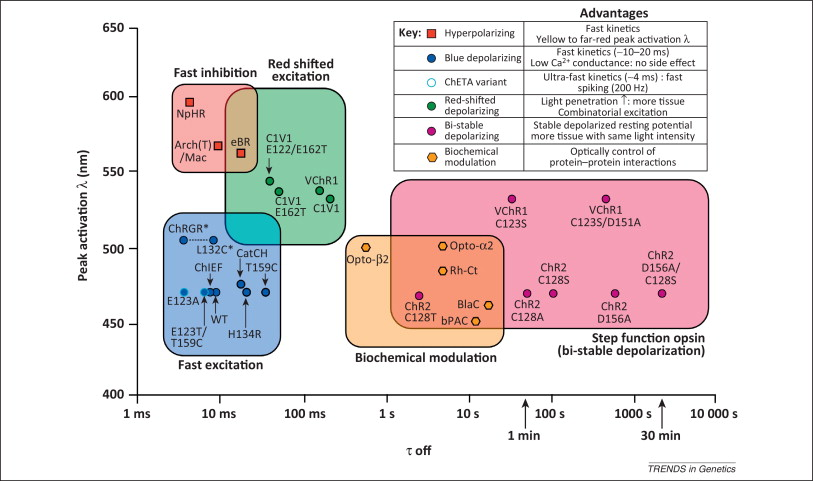 Advantages
Key: Hyperpolarizing
Fast kinetics
Yellow to far-red peak activation λ
Blue depolarizing
Fast kinetics (~10–20 ms)
Low Ca2+ conductance: no side effect
ChETA variant
Ultra-fast kinetics (~4 ms) : fast
spiking (200 Hz)
Red-shifted
depolarizing
Light penetration ↑: more tissue
Combinatorial excitation
Bi-stable
depolarizing
Stable depolarized resting potential
more tissue with same light intensity
Biochemical
modulation
Optically control of
protein–protein interactions
Peak activation λ (nm)
650
600
550
500
450
400
Fast inhibition
NpHR
Arch(T)
/Mac
eBR
Red shifted
excitation
C1V1
E122/E162T
C1V1
E162T
VChR1
C1V1
ChRGR*
L132C*
ChIEF
CatCH
T159C
E123A
E123T/
T159C
WT
H134R
Fast excitation
Opto-β2
Opto-α2
Rh-Ct
BlaC
bPAC
ChR2
C128T
Biochemical modulation
VChR1
C123S
VChR1
C123S/D151A
ChR2
C128A
ChR2
C128S
ChR2
D156A
ChR2
D156A/
C128S
Step function opsin
(bi-stable depolarization)
1 ms
10 ms
100 ms
1 s
10 s
100 s
1000 s
10 000 s
1 min
30 min
τ off
TRENDS in Genetics